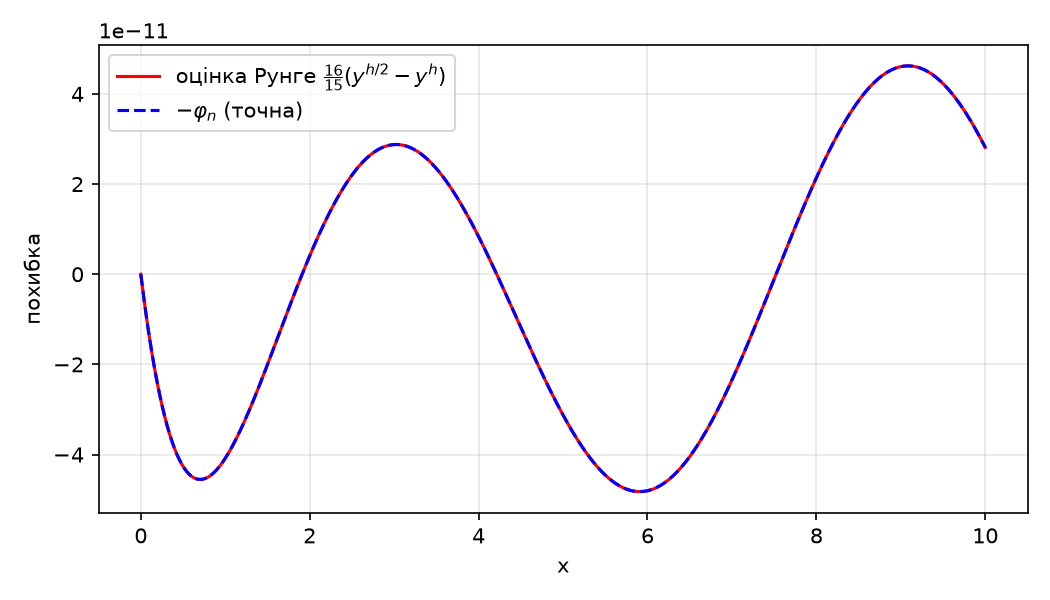 1e−11
оцінка Рунге 16/15(y^{h/2} − y^h)
−φ_n (точна)
4
2
0
−2
−4
похибка
0 2 4 6 8 10
x